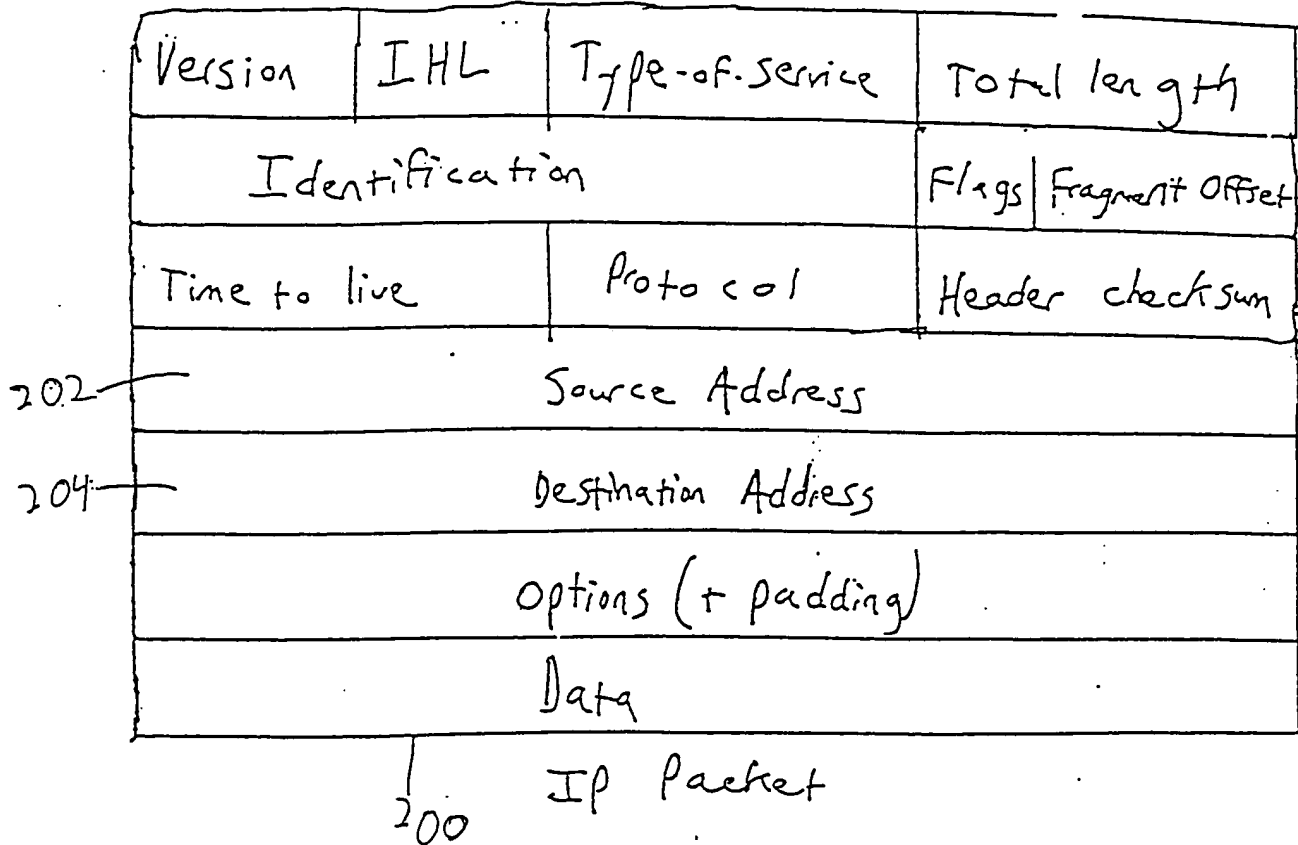 Version IHL Type-of-service Total length
Identification Flags Fragment Offset
Time to live Protocol Header checksum
202 Source Address
204 Destination Address
Options (+ padding)
Data
200 IP Packet